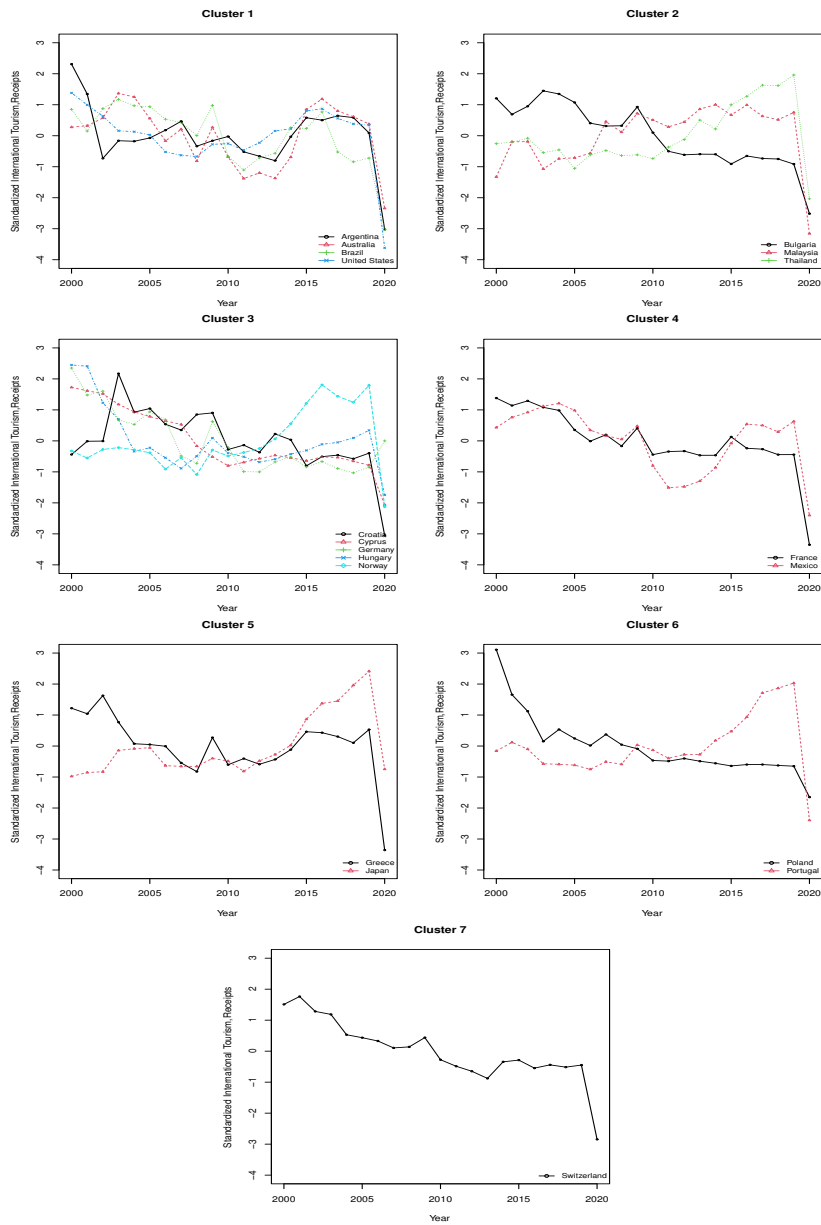 Cluster 1
Standardized International Tourism,Receipts
3
2
1
0
-1
-2
-3
-4
Argentina
Australia
Brazil
United States
2000 2005 2010 2015 2020
Year
Cluster 2
Standardized International Tourism,Receipts
3
2
1
0
-1
-2
-3
-4
Bulgaria
Malaysia
Thailand
2000 2005 2010 2015 2020
Year
Cluster 3
Standardized International Tourism,Receipts
3
2
1
0
-1
-2
-3
-4
Croatia
Cyprus
Germany
Hungary
Norway
2000 2005 2010 2015 2020
Year
Cluster 4
Standardized International Tourism,Receipts
3
2
1
0
-1
-2
-3
-4
France
Mexico
2000 2005 2010 2015 2020
Year
Cluster 5
Standardized International Tourism,Receipts
3
2
1
0
-1
-2
-3
-4
Greece
Japan
2000 2005 2010 2015 2020
Year
Cluster 6
Standardized International Tourism,Receipts
3
2
1
0
-1
-2
-3
-4
Poland
Portugal
2000 2005 2010 2015 2020
Year
Cluster 7
Standardized International Tourism,Receipts
3
2
1
0
-1
-2
-3
-4
Switzerland
2000 2005 2010 2015 2020
Year